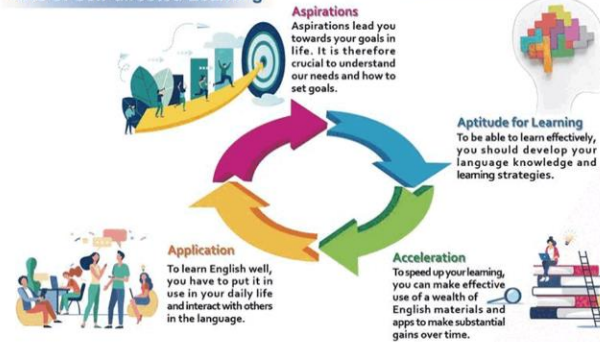 Aspirations
Aspirations lead you
towards your goals in
life. It is therefore
crucial to understand
our needs and how to
set goals.
Aptitude for Learning
To be able to learn effectively,
you should develop your
language knowledge and
learning strategies.
Application
To learn English well,
you have to put it in
use in your daily life
and interact with others
in the language.
Acceleration
To speed up your learning,
you can make effective
use of a wealth of
English materials and
apps to make substantial
gains over time.